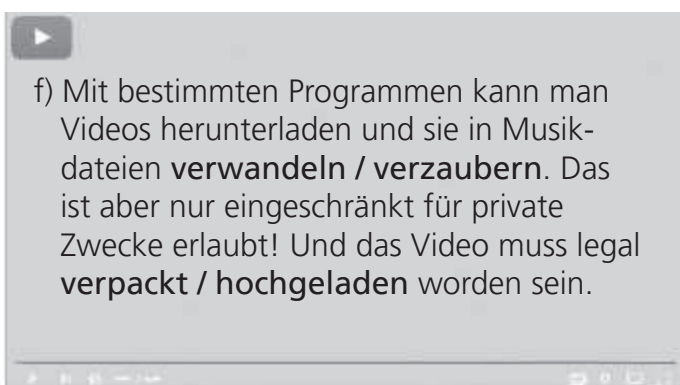 f) Mit bestimmten Programmen kann man
Videos herunterladen und sie in Musik-
dateien verwandeln / verzaubern. Das
ist aber nur eingeschränkt für private
Zwecke erlaubt! Und das Video muss legal
verpackt / hochgeladen worden sein.